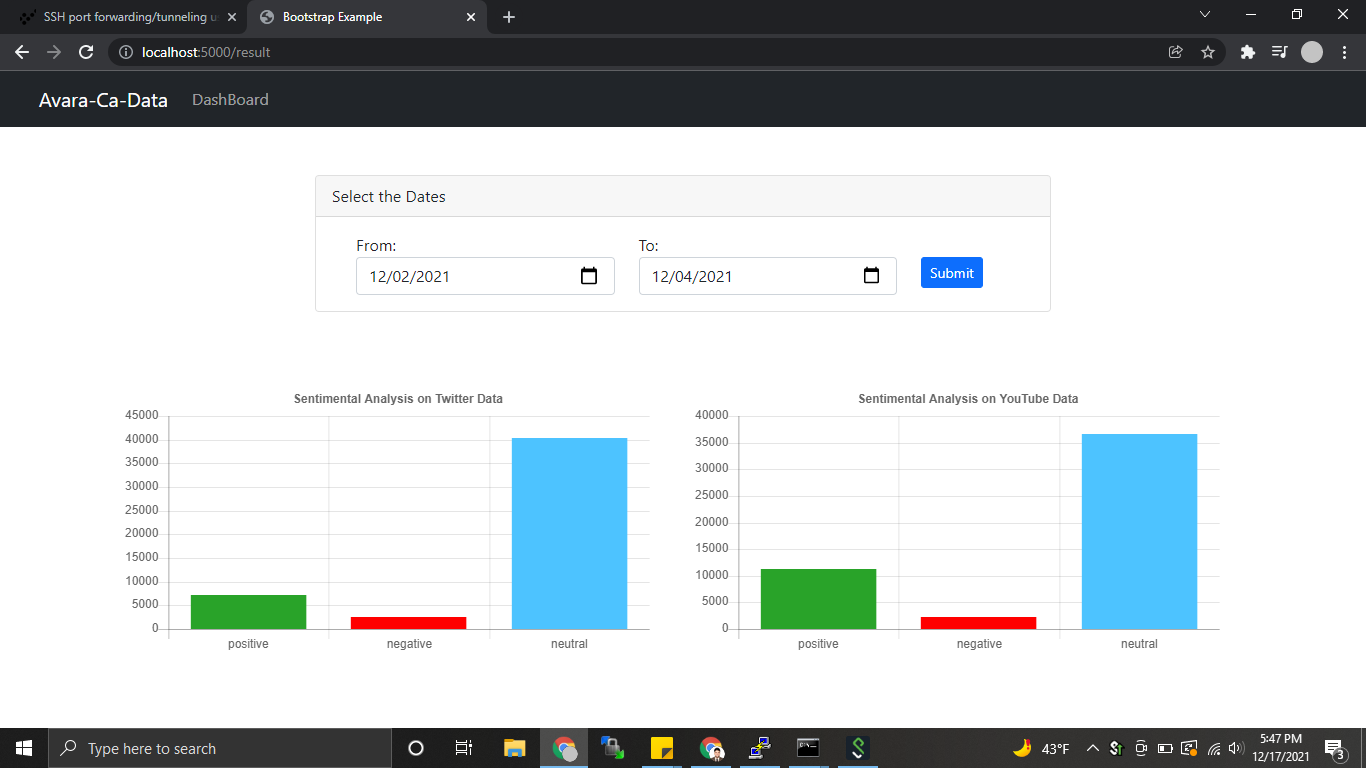 SSH port forwarding/tunneling u
Bootstrap Example
localhost:5000/result
Avara-Ca-Data DashBoard
Select the Dates
From: To:
12/02/2021 12/04/2021 Submit
Sentimental Analysis on Twitter Data
45000
40000
35000
30000
25000
20000
15000
10000
5000
0
positive negative neutral
Sentimental Analysis on YouTube Data
40000
35000
30000
25000
20000
15000
10000
5000
0
positive negative neutral
Type here to search
43°F
5:47 PM
12/17/2021
3